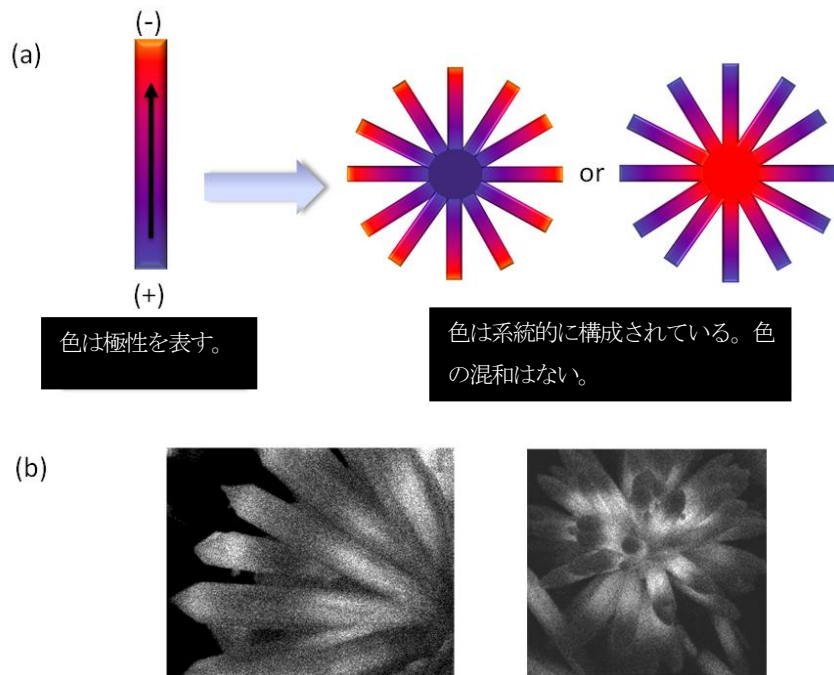 (a)
(-)
(+)
or
色は極性を表す。
色は系統的に構成されている。色
の混和はない。
(b)